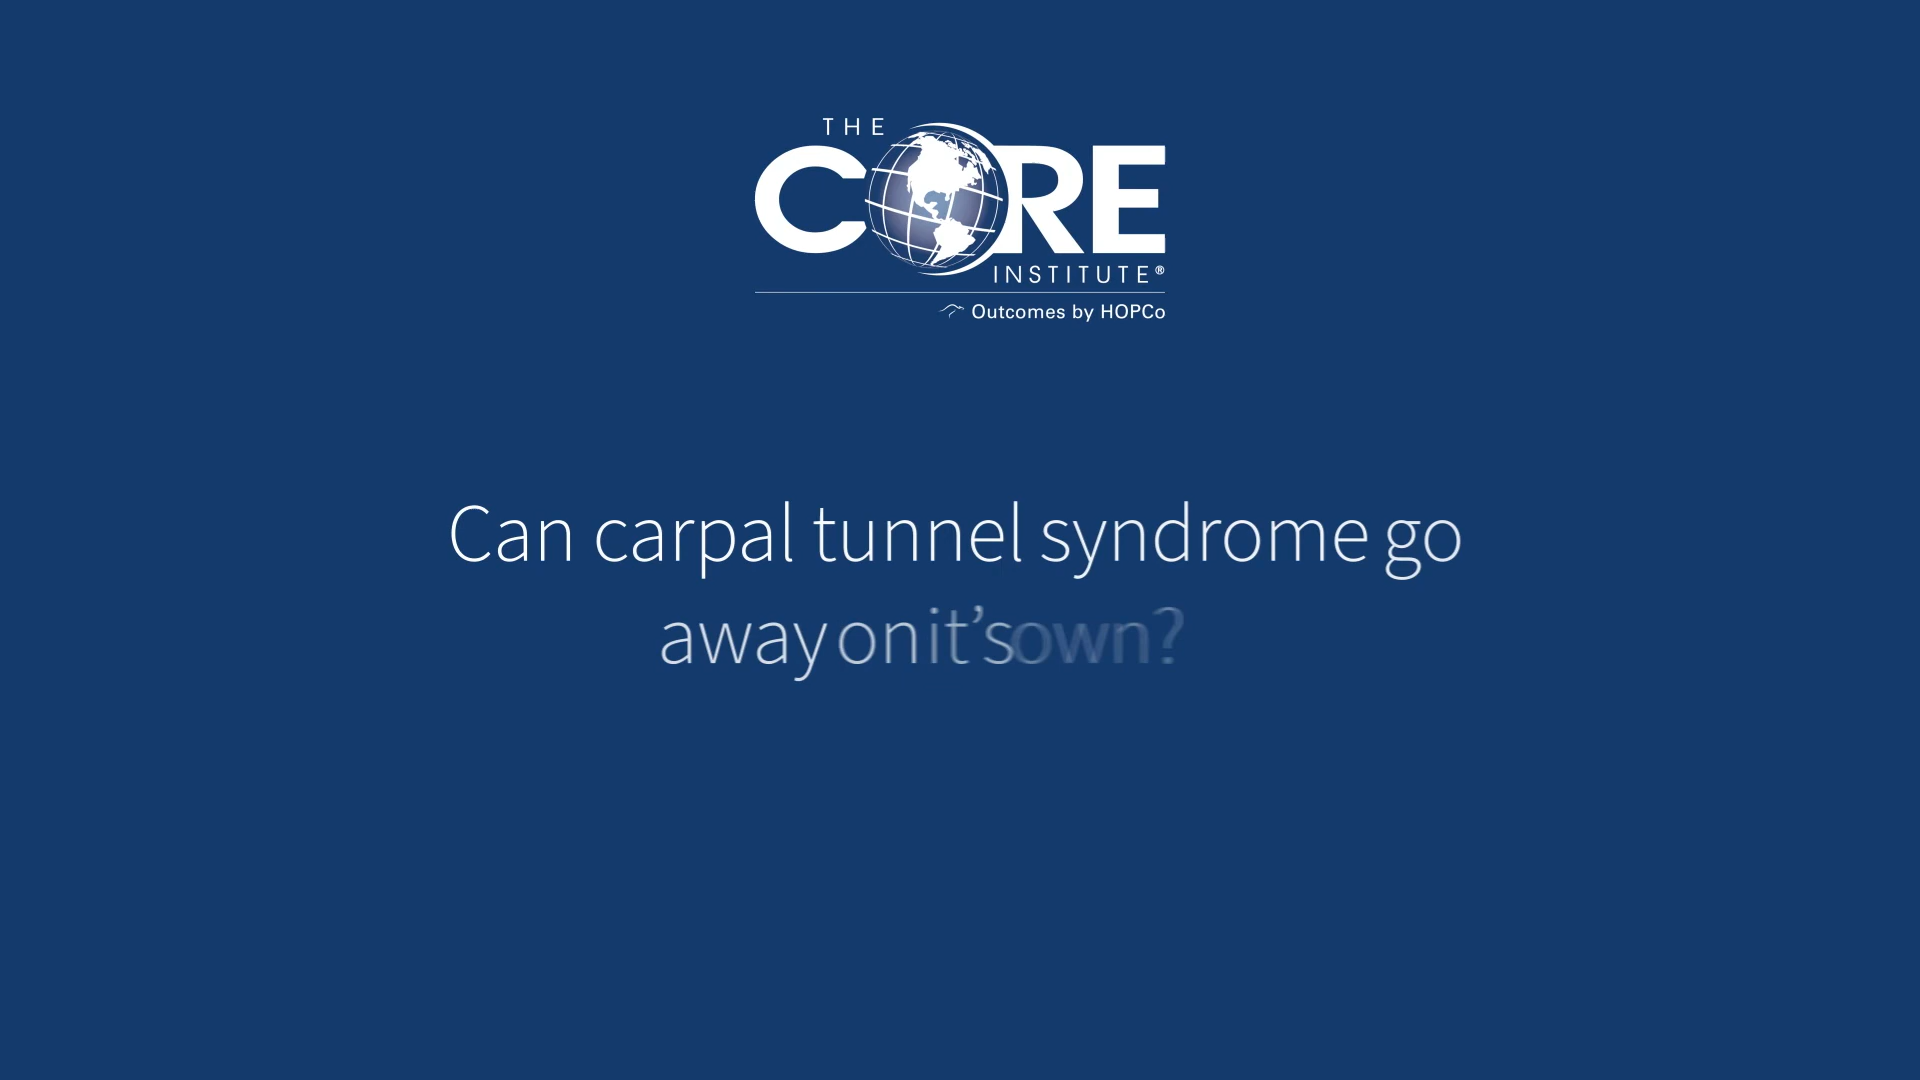 THE
CORE
INSTITUTE®
Outcomes by HOPCo
Can carpal tunnel syndrome go
away on it’s own?